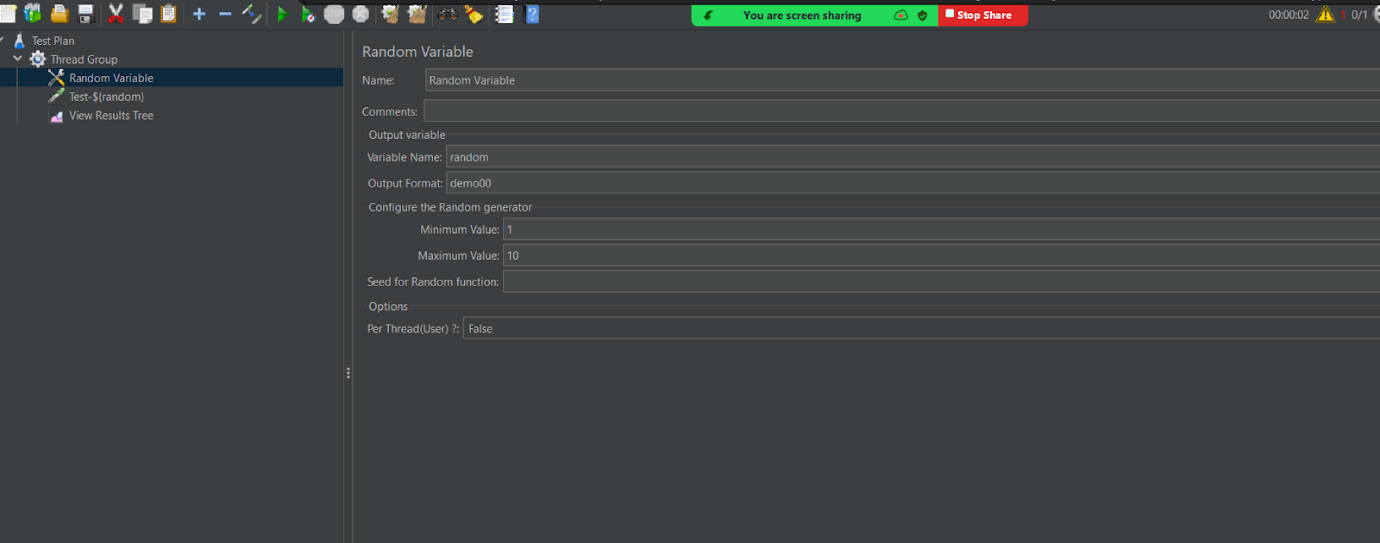 You are screen sharing
Stop Share
00:00:02
1
0/1
Test Plan
Thread Group
Random Variable
Test-${random}
View Results Tree
Random Variable
Name: Random Variable
Comments:
Output variable
Variable Name: random
Output Format: demo00
Configure the Random generator
Minimum Value: 1
Maximum Value: 10
Seed for Random function:
Options
Per Thread(User) ?: False